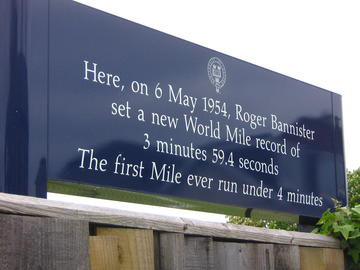 Here, on 6 May 1954, Roger Bannister
set a new World Mile record of
3 minutes 59.4 seconds
The first Mile ever run under 4 minutes